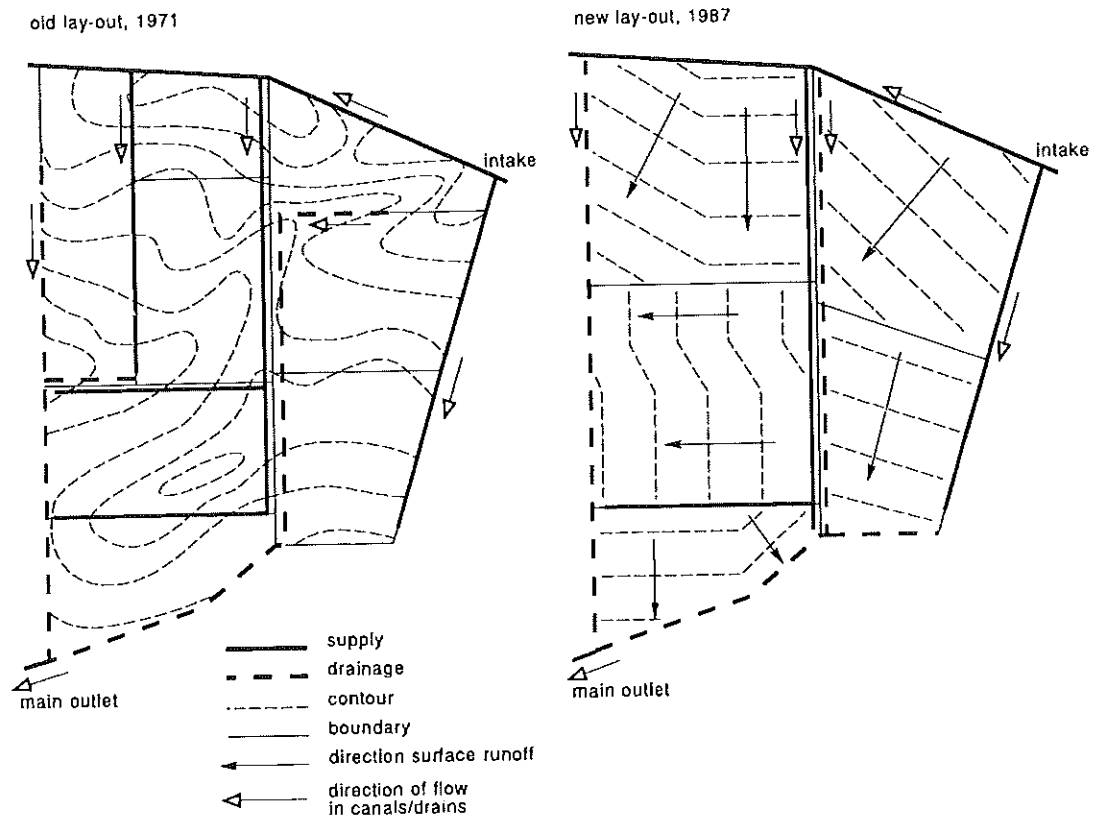 old lay-out, 1971
new lay-out, 1987
intake
intake
main outlet
main outlet
supply
drainage
contour
boundary
direction surface runoff
direction of flow
in canals/drains